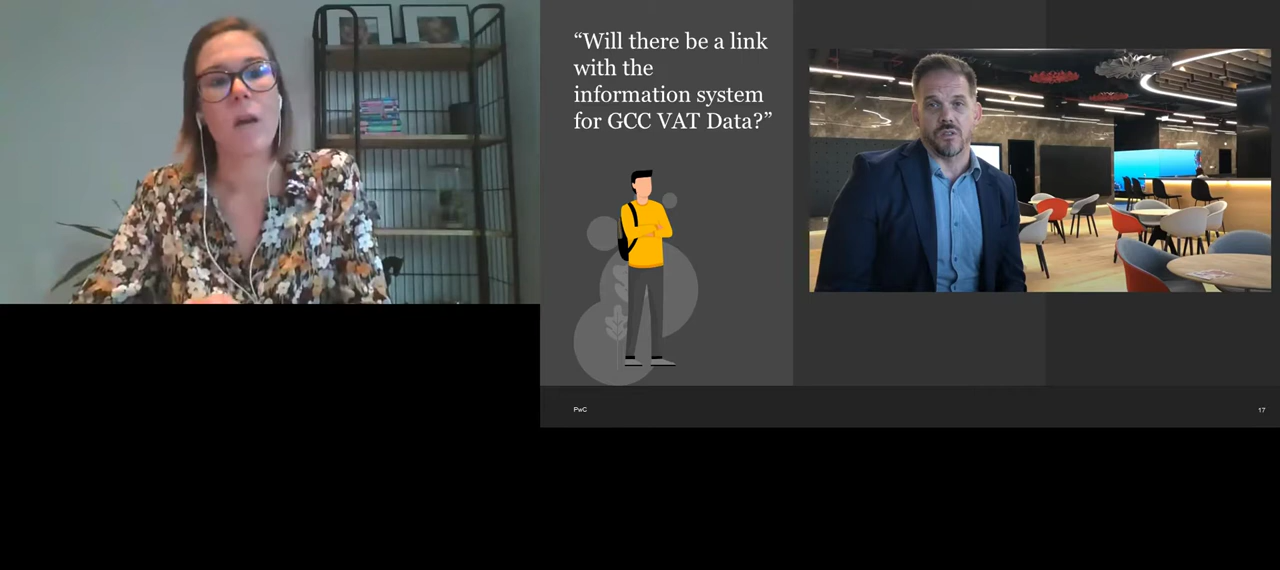 “Will there be a link
with the
information system
for GCC VAT Data?”
PwC
17